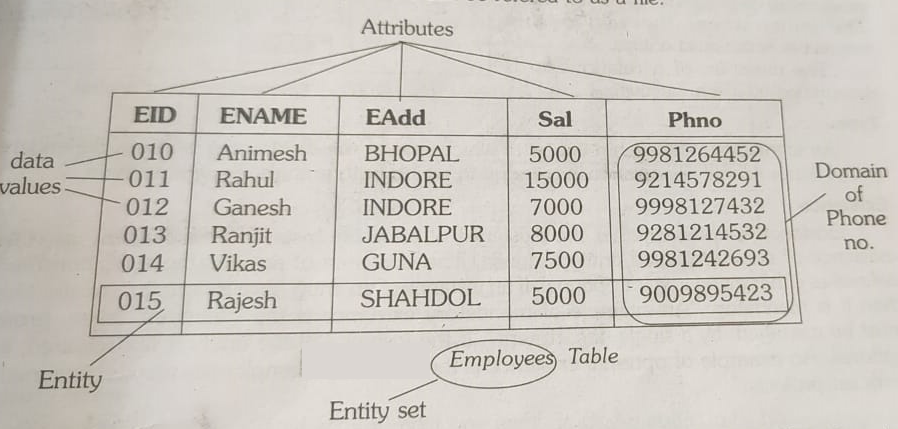 Attributes
EID ENAME EAdd Sal Phno
010 Animesh BHOPAL 5000 9981264452
011 Rahul INDORE 15000 9214578291
012 Ganesh INDORE 7000 9998127432
013 Ranjit JABALPUR 8000 9281214532
014 Vikas GUNA 7500 9981242693
015 Rajesh SHAHDOL 5000 9009895423
data
values
Domain
of
Phone
no.
Employees Table
Entity
Entity set